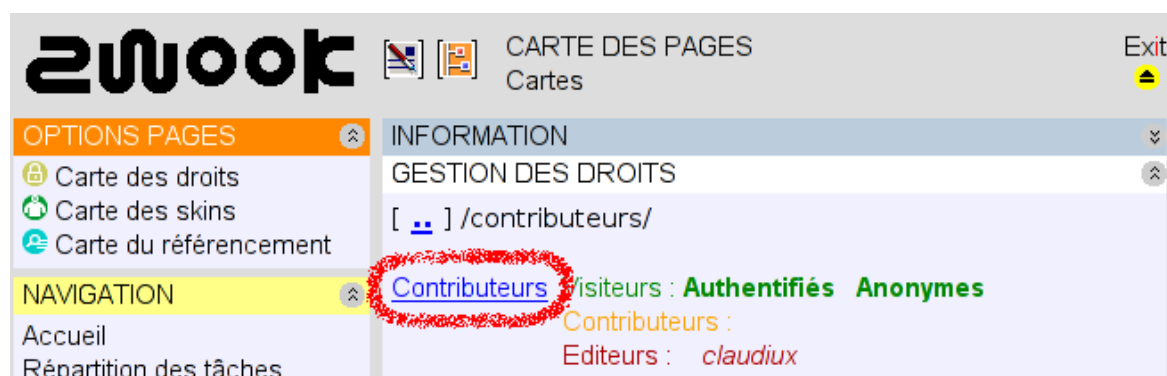 2wook
CARTE DES PAGES
Cartes
Exit
OPTIONS PAGES
Carte des droits
Carte des skins
Carte du référencement
NAVIGATION
Accueil
Répartition des tâches
INFORMATION
GESTION DES DROITS
[ .. ] /contributeurs/
Contributeurs Visiteurs : Authentifiés Anonymes
Contributeurs :
Editeurs : claudiux